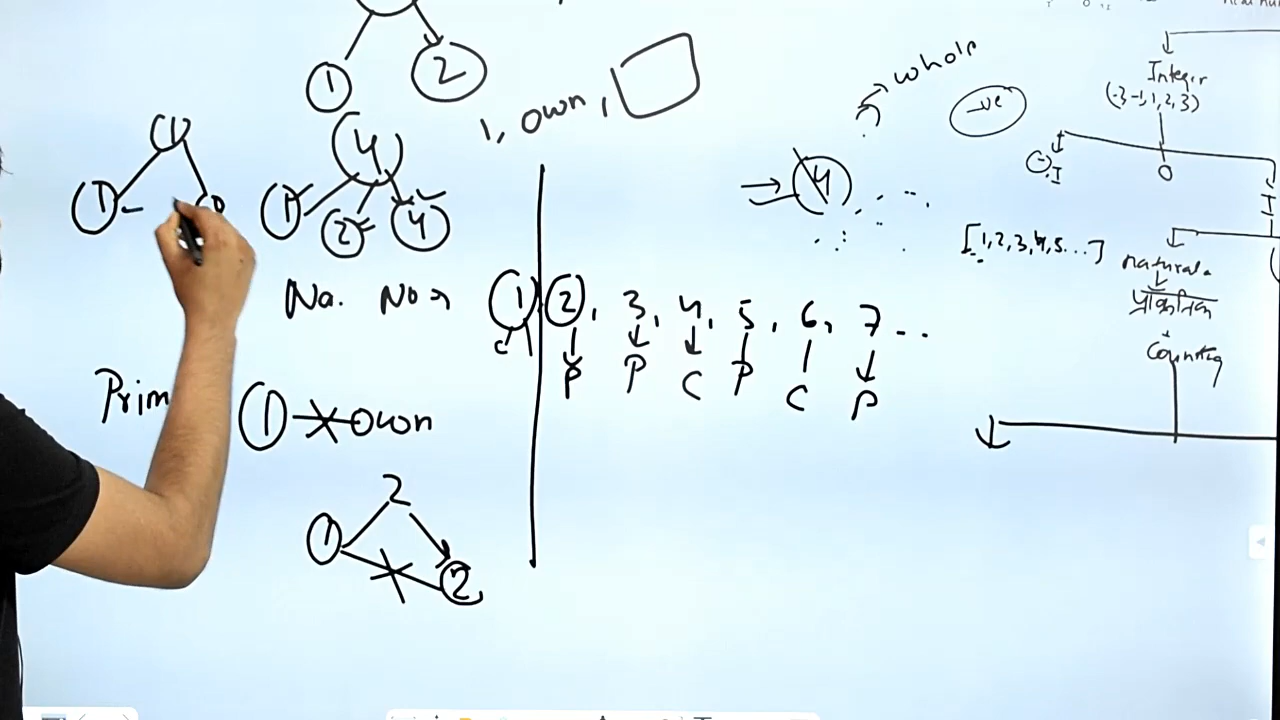 1 2
1, own,
whole
-ve
Integer
(-3 -1, 1, 2, 3)
-I 0 I
4
1 2 4
1
1
4
[1,2,3,4,5...]
natural
प्राकृतिक
Counting
Na. No → 1 2, 3, 4, 5, 6, 7 ..
C P P C P C P
Prim 1 own
2
1 2